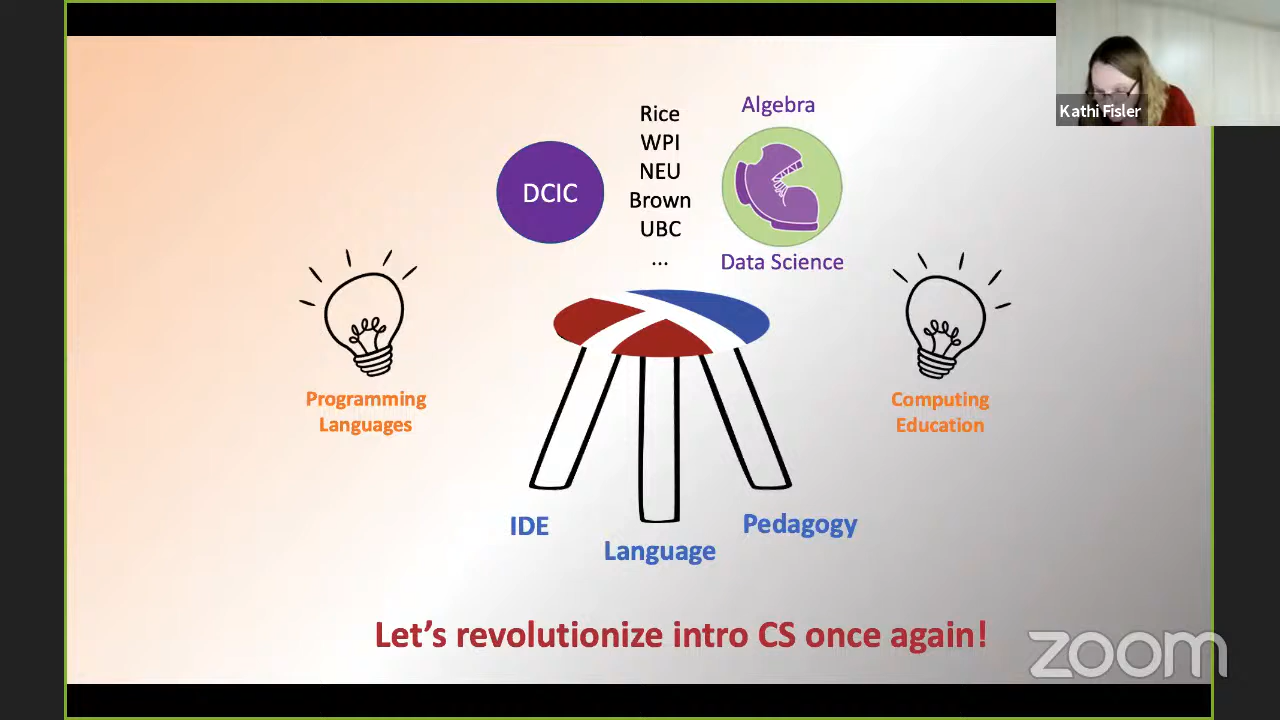 Kathi Fisler
Algebra
Rice
WPI
NEU
Brown
UBC
...
DCIC
Data Science
Programming
Languages
Computing
Education
IDE
Language
Pedagogy
Let's revolutionize intro CS once again!
zoom